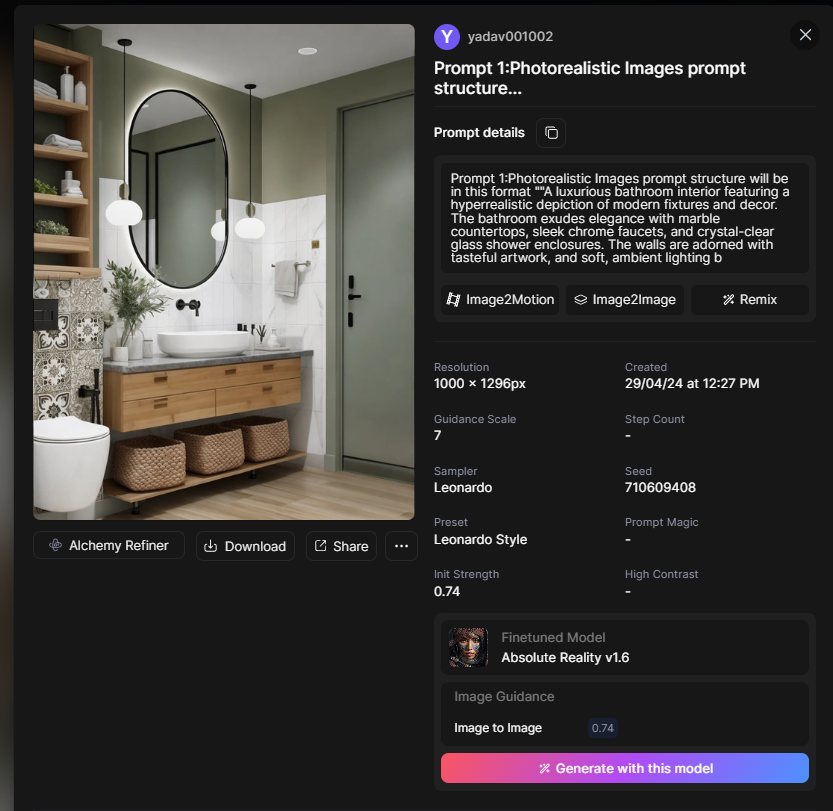 Y yadav001002
Prompt 1:Photorealistic Images prompt
structure...
Prompt details
Prompt 1:Photorealistic Images prompt structure will be
in this format ""A luxurious bathroom interior featuring a
hyperrealistic depiction of modern fixtures and decor.
The bathroom exudes elegance with marble
countertops, sleek chrome faucets, and crystal-clear
glass shower enclosures. The walls are adorned with
tasteful artwork, and soft, ambient lighting b
Image2Motion Image2Image Remix
Resolution Created
1000 × 1296px 29/04/24 at 12:27 PM
Guidance Scale Step Count
7 -
Sampler Seed
Leonardo 710609408
Preset Prompt Magic
Leonardo Style -
Init Strength High Contrast
0.74 -
Alchemy Refiner Download Share ...
Finetuned Model
Absolute Reality v1.6
Image Guidance
Image to Image 0.74
Generate with this model